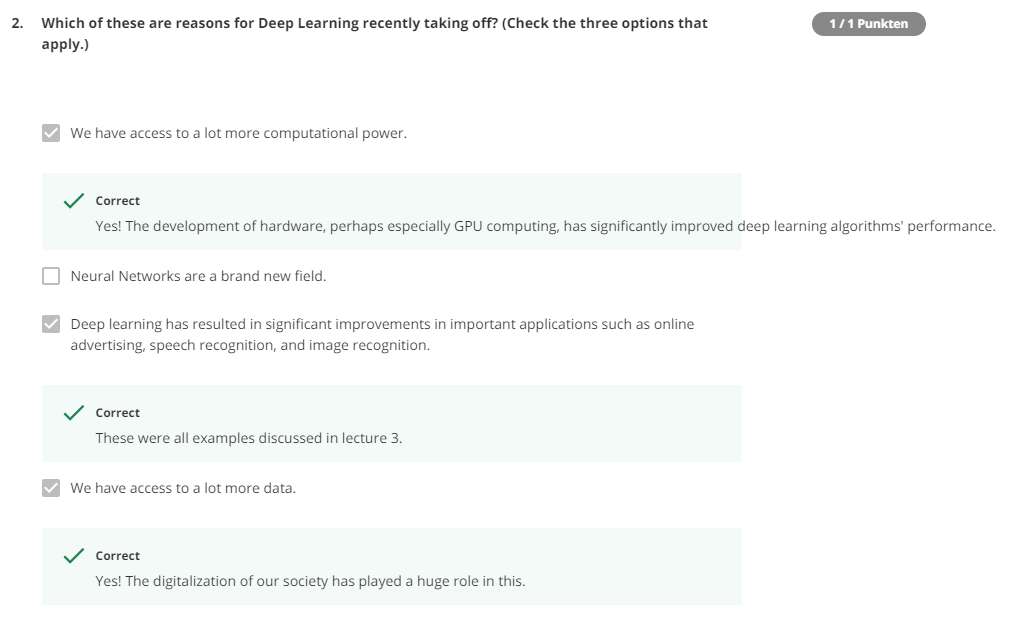 2. Which of these are reasons for Deep Learning recently taking off? (Check the three options that
apply.)
1 / 1 Punkten
We have access to a lot more computational power.
Correct
Yes! The development of hardware, perhaps especially GPU computing, has significantly improved deep learning algorithms' performance.
Neural Networks are a brand new field.
Deep learning has resulted in significant improvements in important applications such as online
advertising, speech recognition, and image recognition.
Correct
These were all examples discussed in lecture 3.
We have access to a lot more data.
Correct
Yes! The digitalization of our society has played a huge role in this.